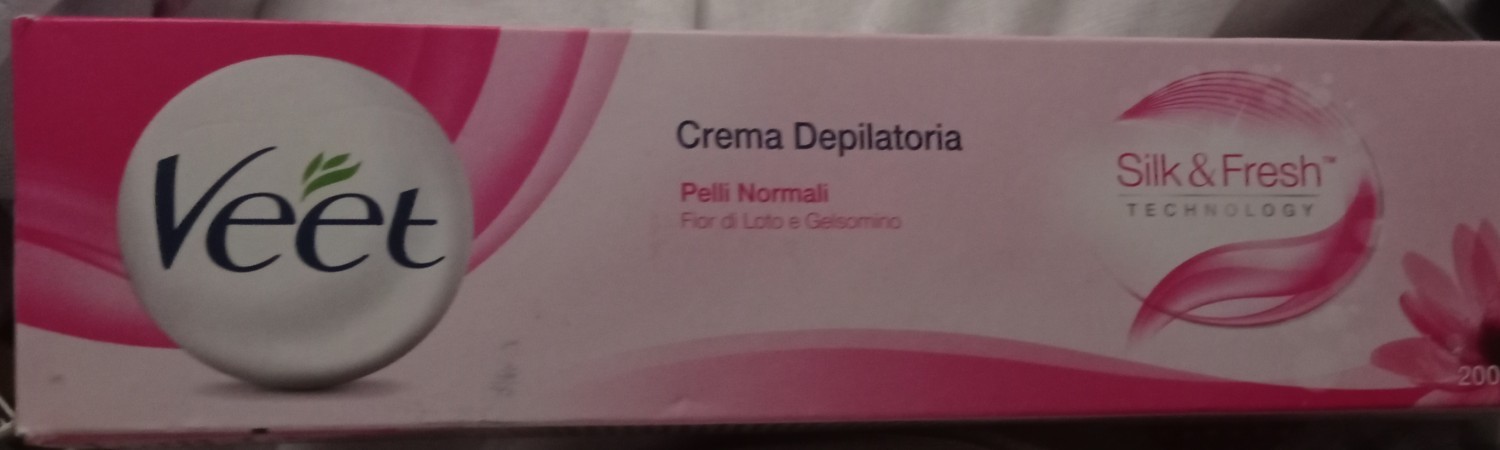 Veet
Crema Depilatoria
Pelli Normali
Fior di Loto e Gelsomino
Silk & Fresh™
TECHNOLOGY
200